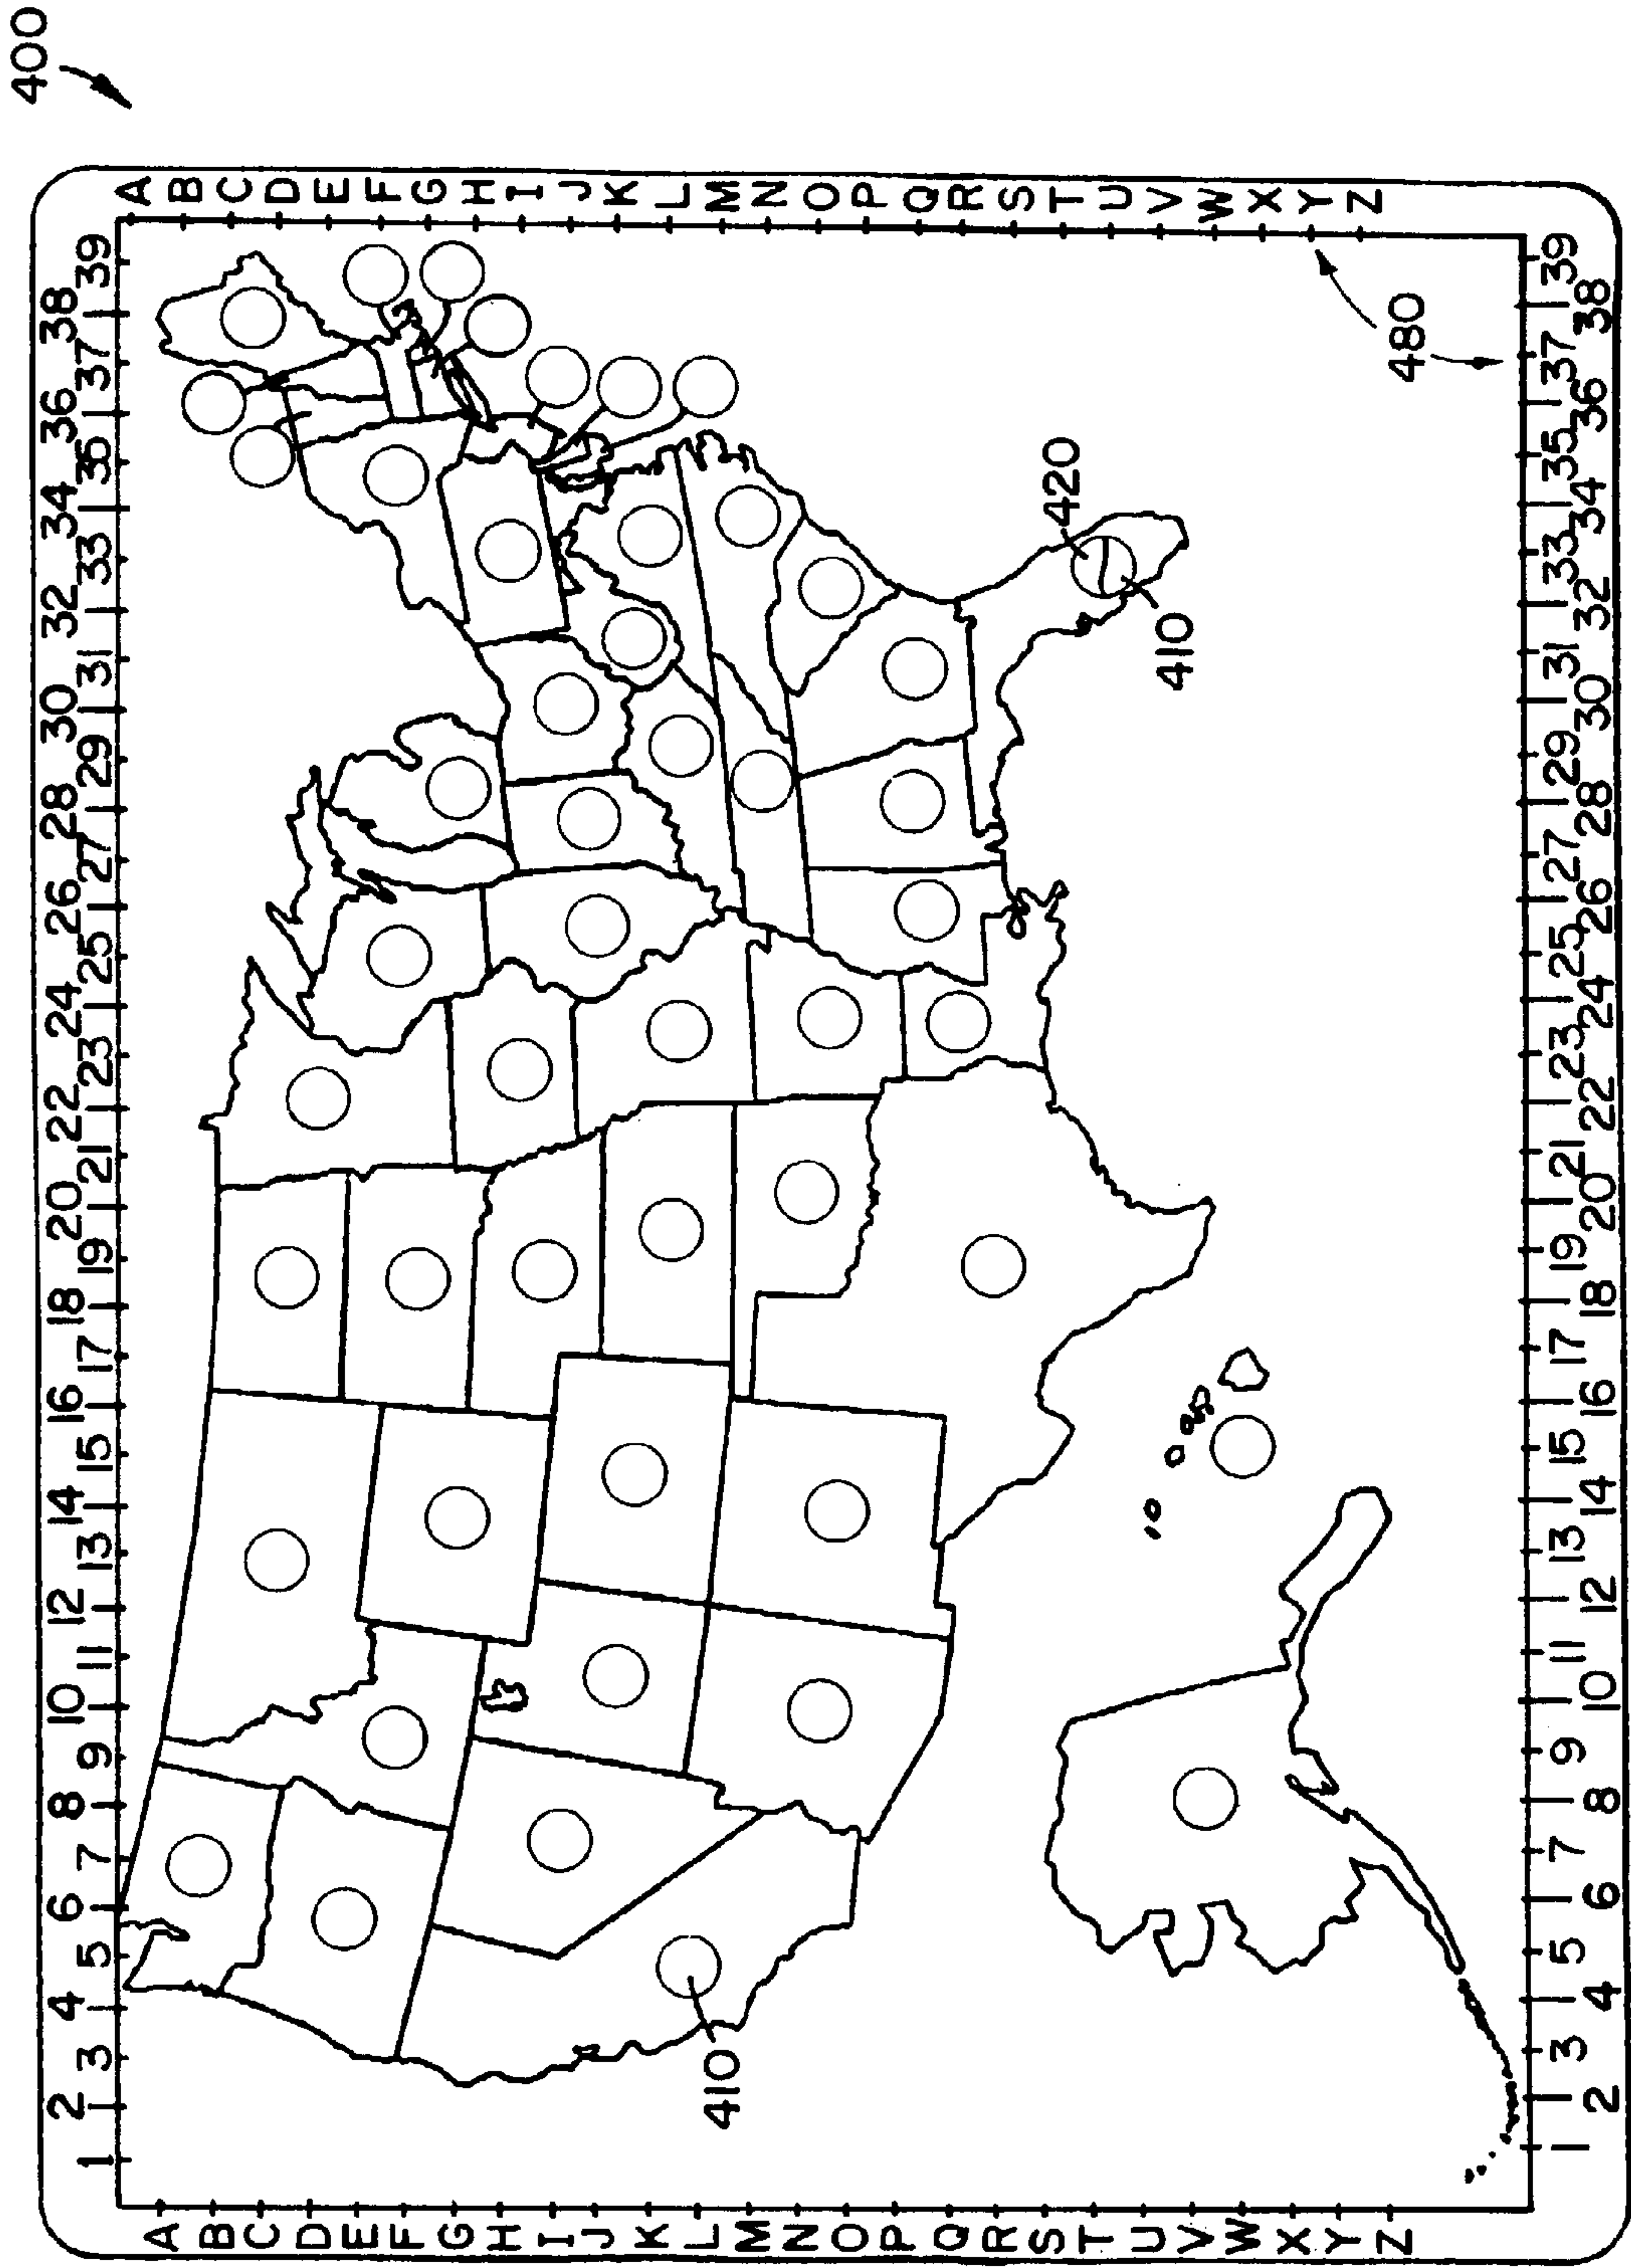 400
1 2 3 4 5 6 7 8 9 10 11 12 13 14 15 16 17 18 19 20 21 22 23 24 25 26 27 28 29 30 31 32 33 34 35 36 37 38 39
A A
B B
C C
D D
E E
F F
G G
H H
I I
J J
K K
L L
410
M M
N N
O O
P P
Q Q
R R
S S
T T
420
U U
V V
410
W W
X X
Y Y
Z Z
480
1 2 3 4 5 6 7 8 9 10 11 12 13 14 15 16 17 18 19 20 21 22 23 24 25 26 27 28 29 30 31 32 33 34 35 36 37 38 39